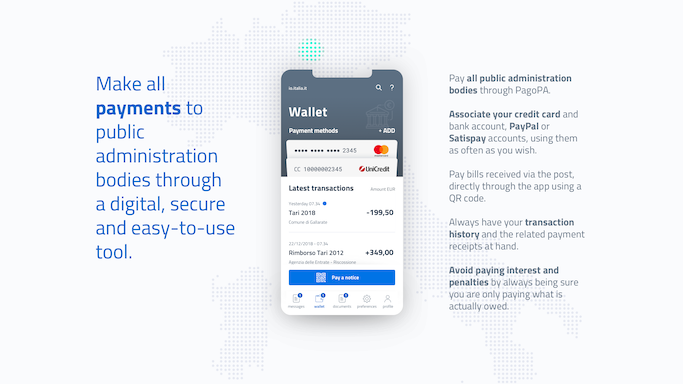 Make all
payments to
public
administration
bodies through
a digital, secure
and easy-to-use
tool.
io.italia.it
?
Wallet
Payment methods
+ ADD
•••• •••• •••• 2345
mastercard
CC 10000002345
UniCredit
Latest transactions
Amount EUR
Yesterday 07:34
Tari 2018
-199,50
Comune di Gallarate
22/12/2018 - 07:34
Rimborso Tari 2012
+349,00
Agenzia delle Entrate - Riscossione
Pay a notice
messages
wallet
documents
preferences
profile
Pay all public administration
bodies through PagoPA.
Associate your credit card and
bank account, PayPal or
Satispay accounts, using them
as often as you wish.
Pay bills received via the post,
directly through the app using a
QR code.
Always have your transaction
history and the related payment
receipts at hand.
Avoid paying interest and
penalties by always being sure
you are only paying what is
actually owed.